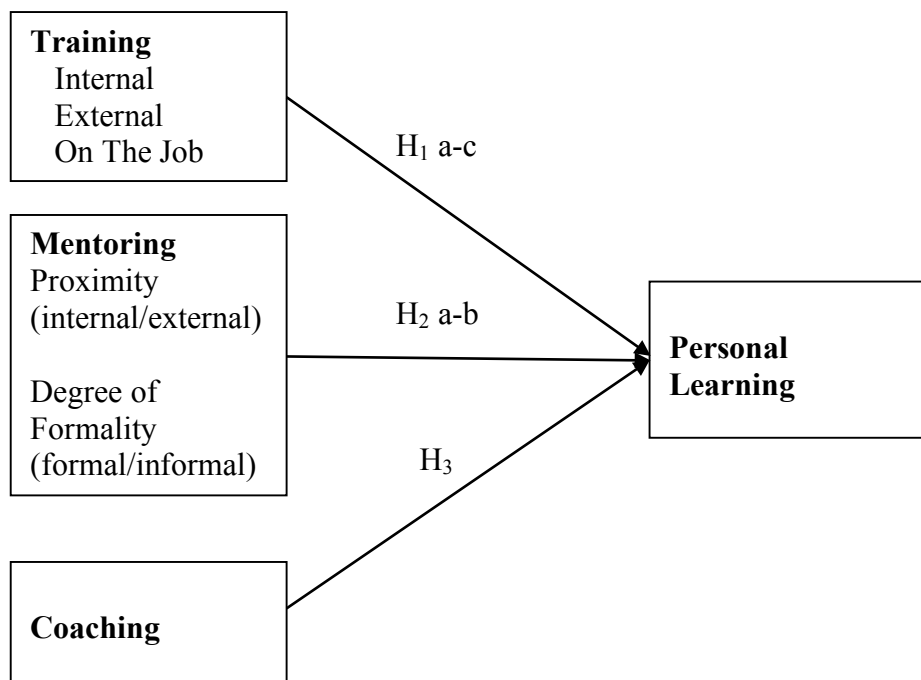 Training
Internal
External
On The Job
H₁ a-c
Mentoring
Proximity
(internal/external)
Degree of
Formality
(formal/informal)
H₂ a-b
Personal
Learning
H₃
Coaching